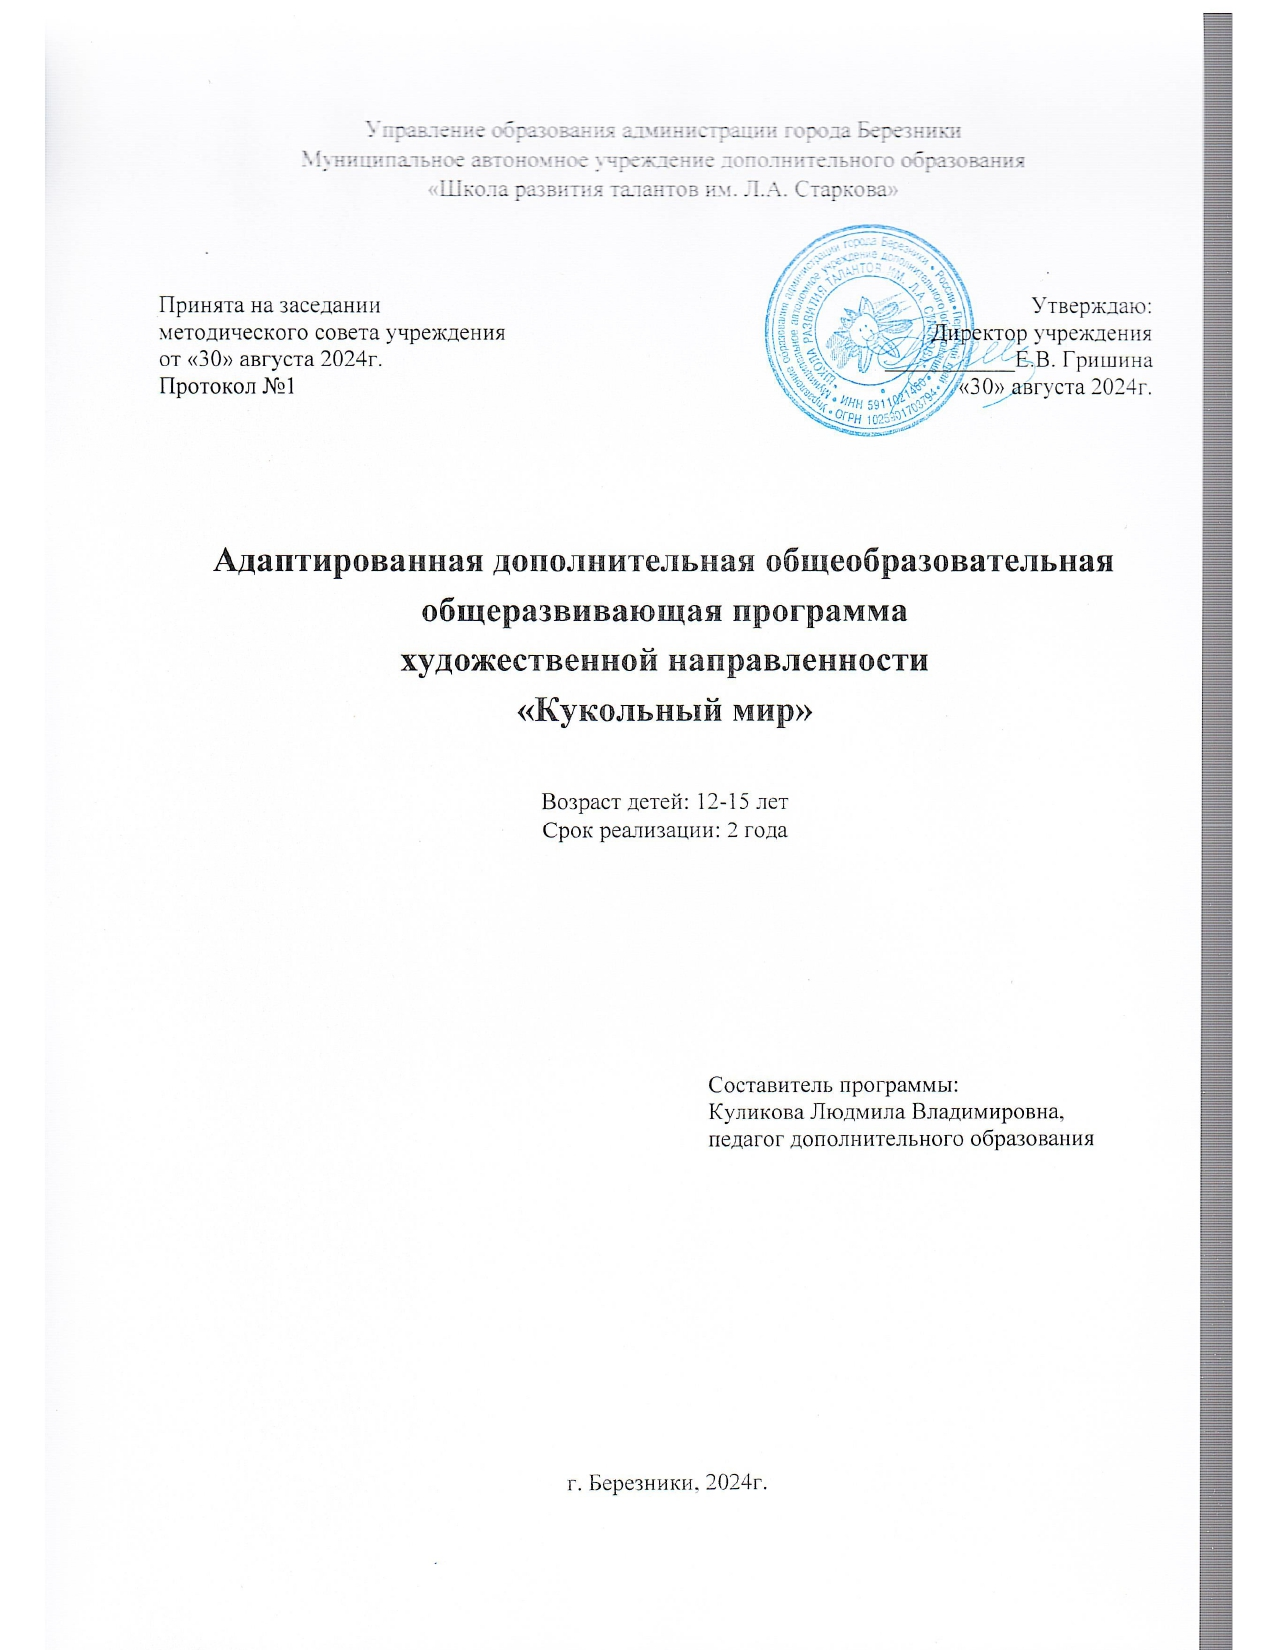 Управление образования администрации города Березники
Муниципальное автономное учреждение дополнительного образования
«Школа развития талантов им. Л.А. Старкова»
Принята на заседании
методического совета учреждения
от «30» августа 2024г.
Протокол №1
Утверждаю:
Директор учреждения
Е.В. Гришина
«30» августа 2024г.
Адаптированная дополнительная общеобразовательная
общеразвивающая программа
художественной направленности
«Кукольный мир»
Возраст детей: 12-15 лет
Срок реализации: 2 года
Составитель программы:
Куликова Людмила Владимировна,
педагог дополнительного образования
г. Березники, 2024г.